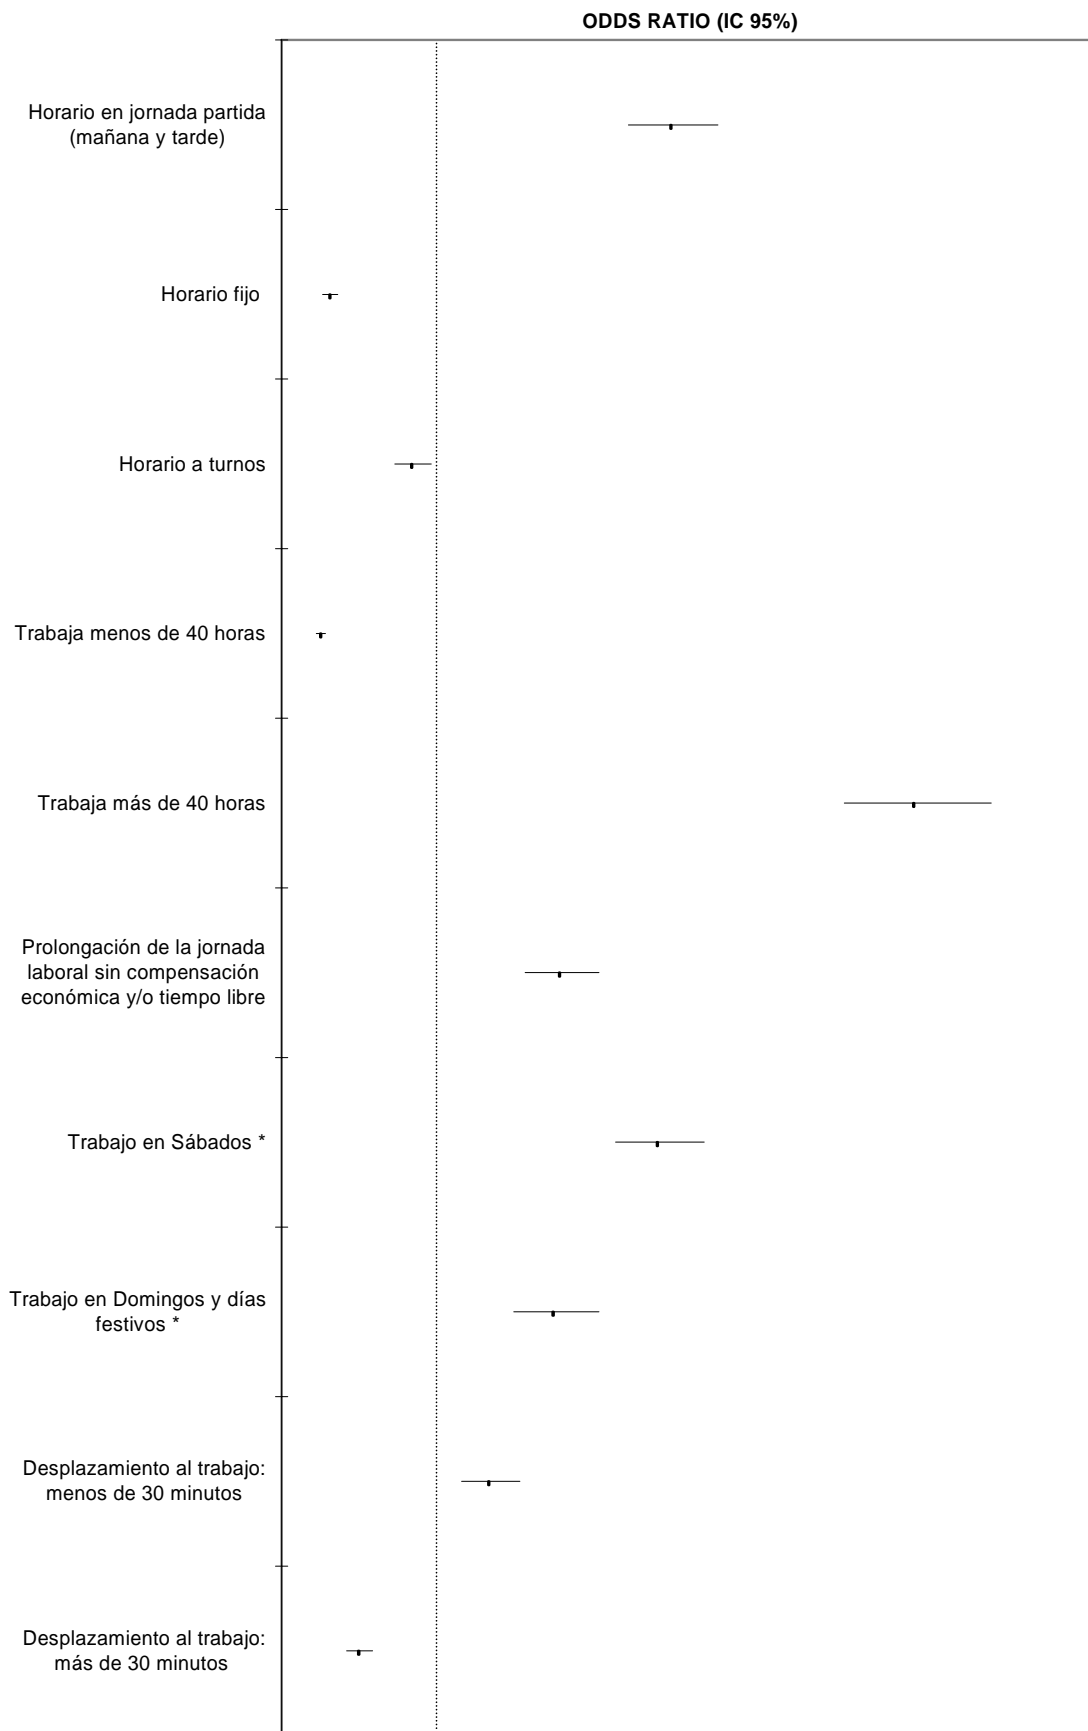 ODDS RATIO (IC 95%)
Horario en jornada partida
(mañana y tarde)
Horario fijo
Horario a turnos
Trabaja menos de 40 horas
Trabaja más de 40 horas
Prolongación de la jornada
laboral sin compensación
económica y/o tiempo libre
Trabajo en Sábados *
Trabajo en Domingos y días
festivos *
Desplazamiento al trabajo:
menos de 30 minutos
Desplazamiento al trabajo:
más de 30 minutos